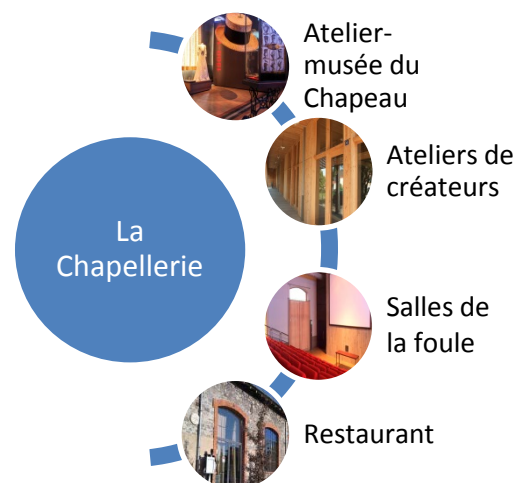 Atelier-
musée du
Chapeau
Ateliers de
créateurs
La
Chapellerie
Salles de
la foule
Restaurant